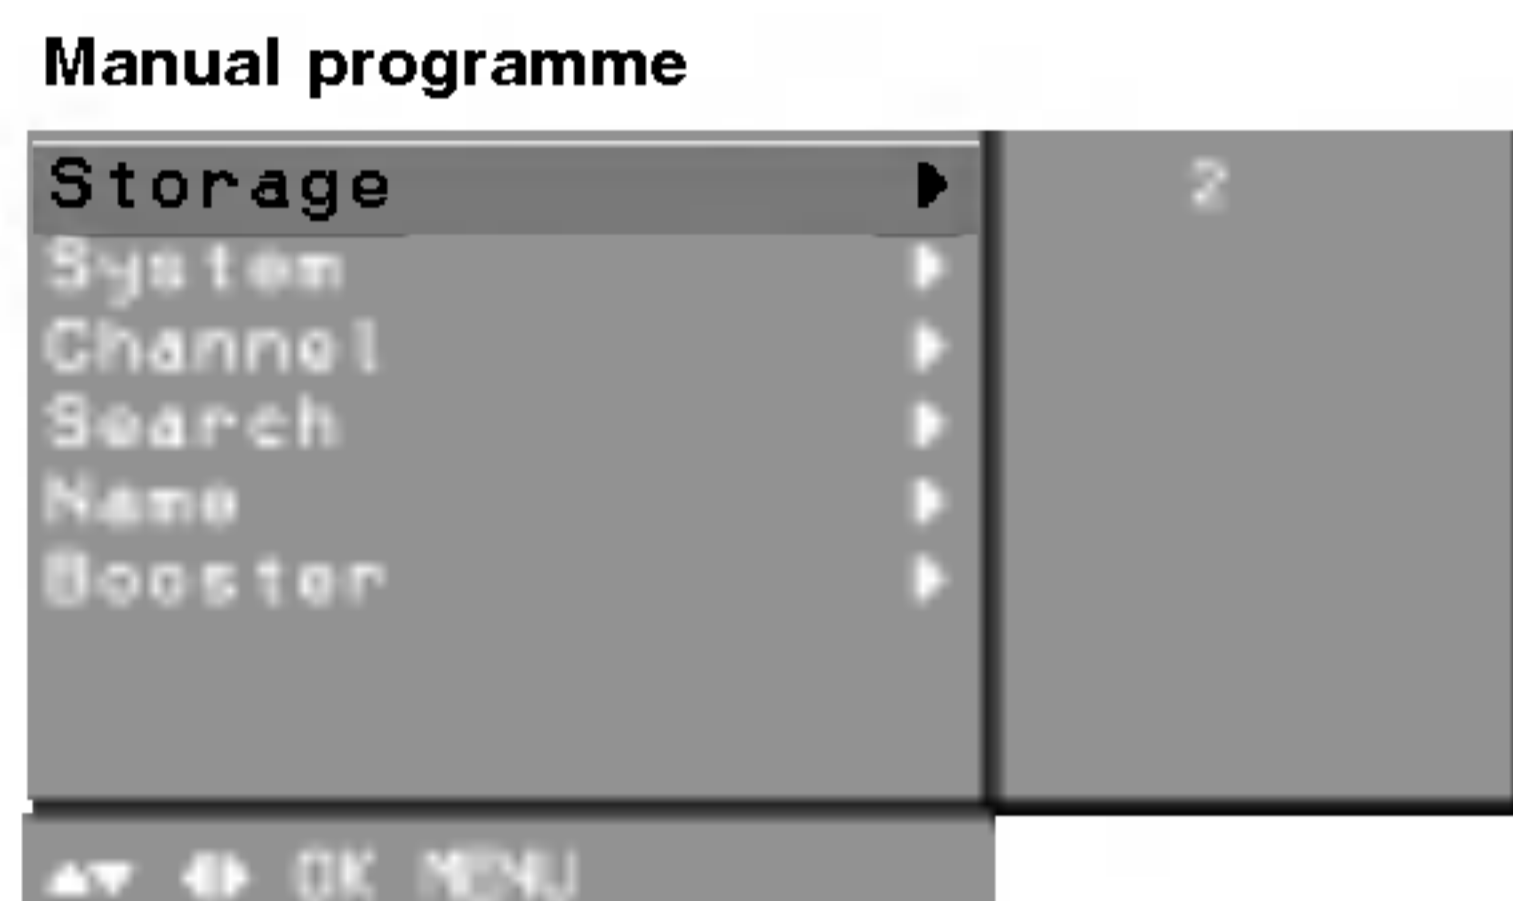 Manual programme
Storage 2
System
Channel
Search
Name
Booster
OK MENU